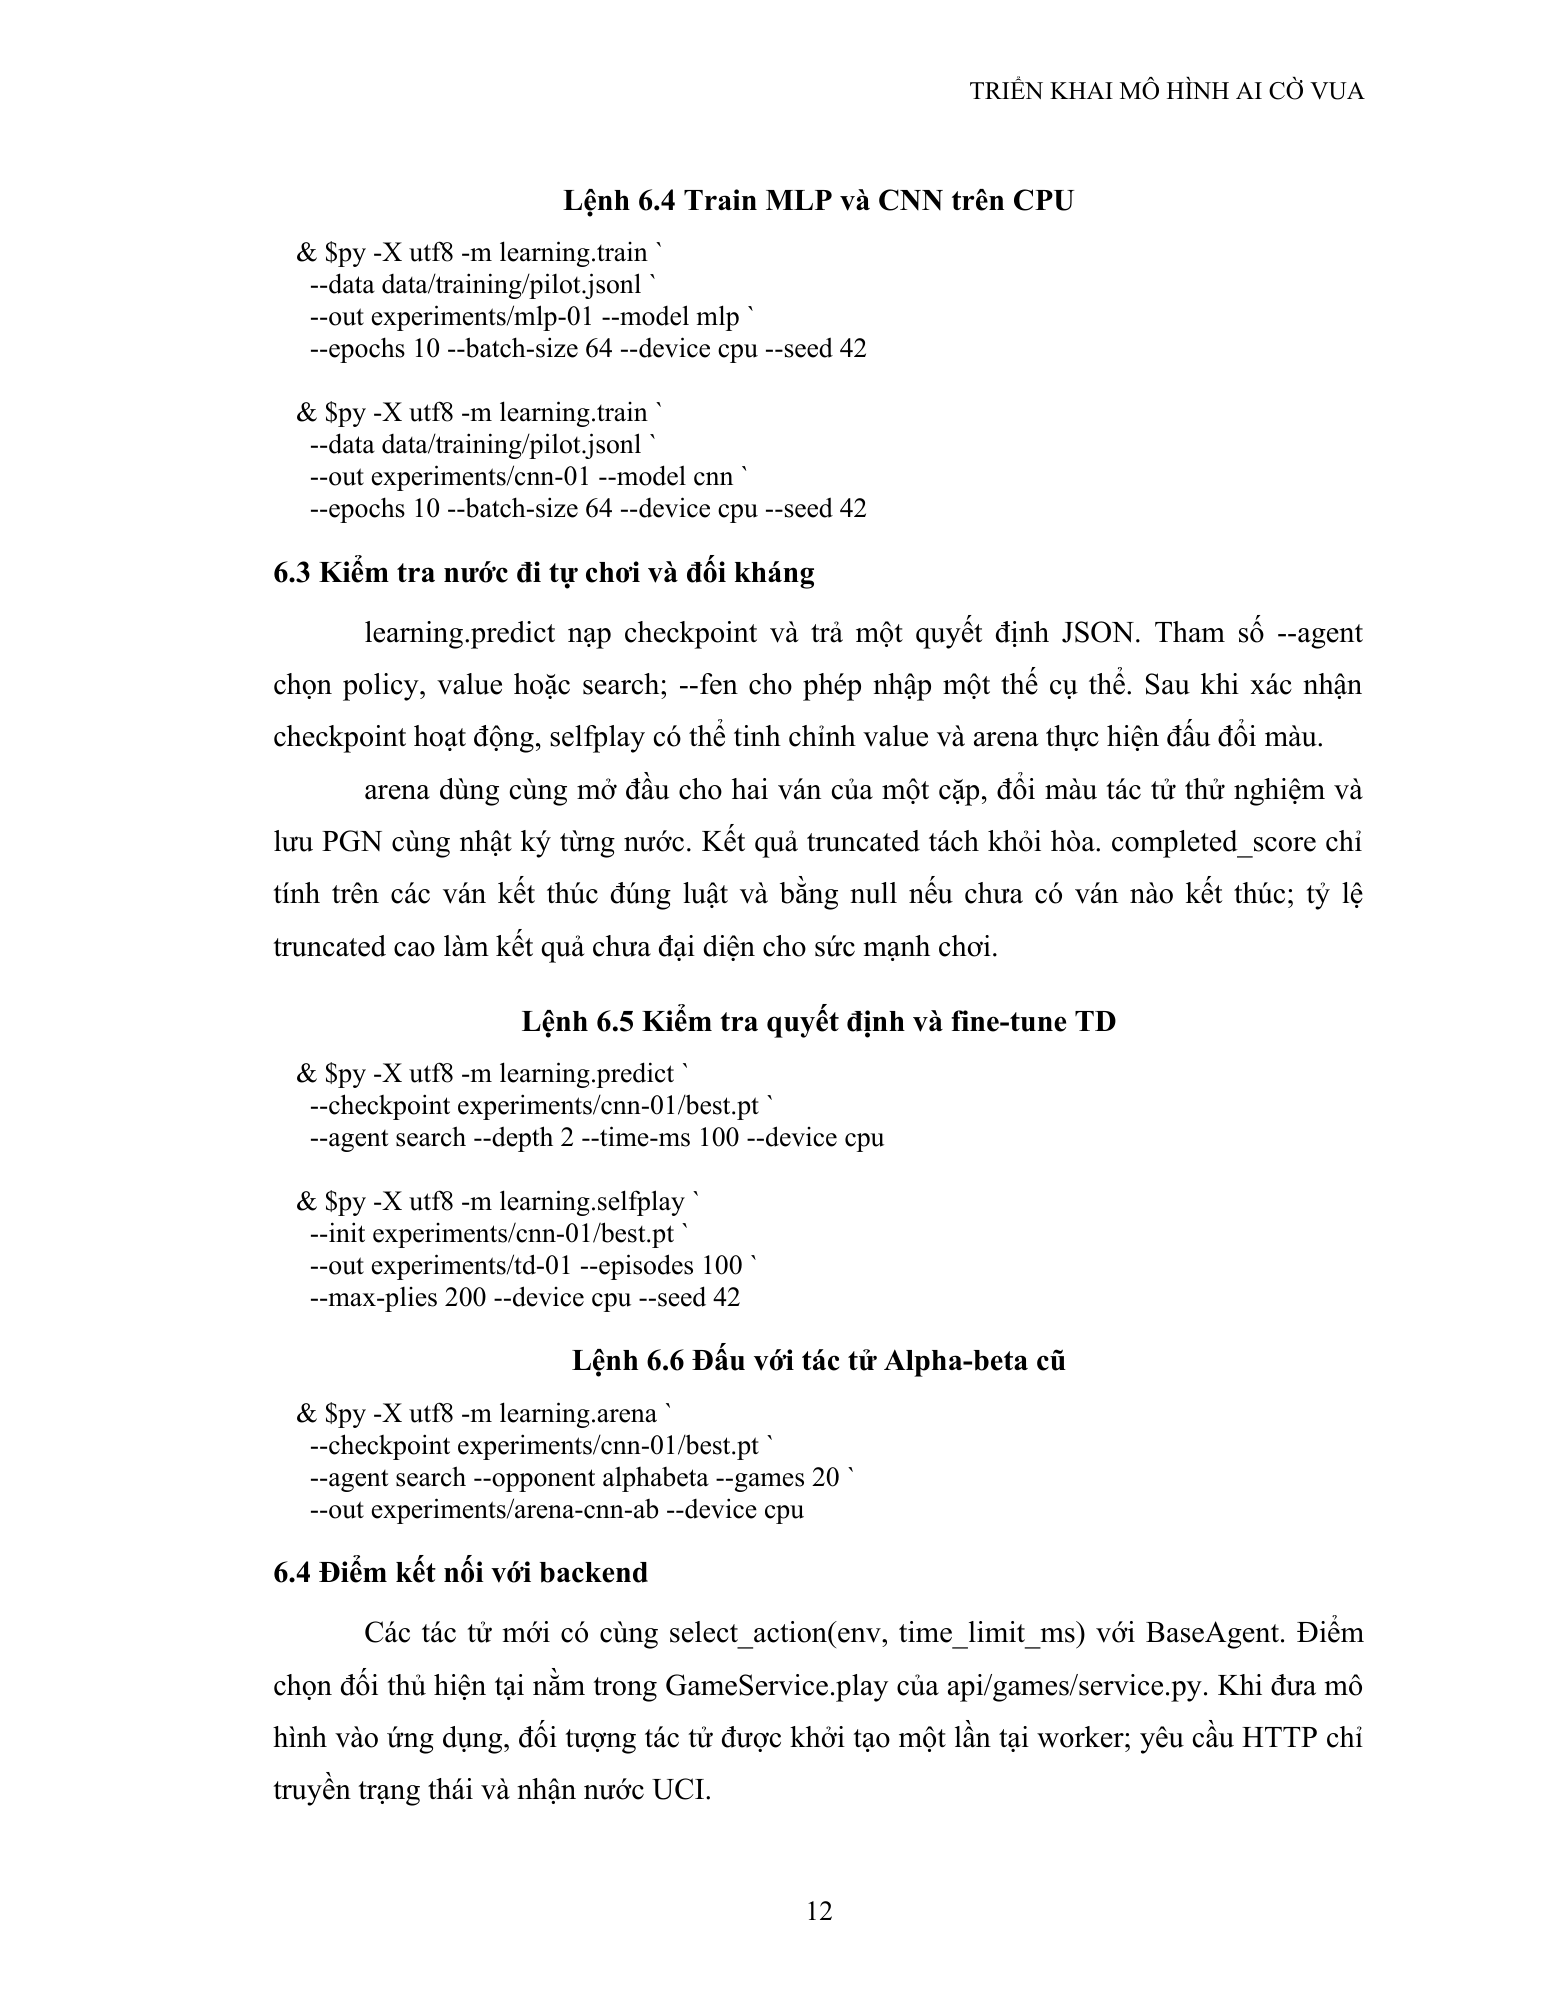 TRIỂN KHAI MÔ HÌNH AI CỜ VUA
Lệnh 6.4 Train MLP và CNN trên CPU
& $py -X utf8 -m learning.train `
--data data/training/pilot.jsonl `
--out experiments/mlp-01 --model mlp `
--epochs 10 --batch-size 64 --device cpu --seed 42
& $py -X utf8 -m learning.train `
--data data/training/pilot.jsonl `
--out experiments/cnn-01 --model cnn `
--epochs 10 --batch-size 64 --device cpu --seed 42
6.3 Kiểm tra nước đi tự chơi và đối kháng
learning.predict nạp checkpoint và trả một quyết định JSON. Tham số --agent
chọn policy, value hoặc search; --fen cho phép nhập một thế cụ thể. Sau khi xác nhận
checkpoint hoạt động, selfplay có thể tinh chỉnh value và arena thực hiện đấu đổi màu.
arena dùng cùng mở đầu cho hai ván của một cặp, đổi màu tác tử thử nghiệm và
lưu PGN cùng nhật ký từng nước. Kết quả truncated tách khỏi hòa. completed_score chỉ
tính trên các ván kết thúc đúng luật và bằng null nếu chưa có ván nào kết thúc; tỷ lệ
truncated cao làm kết quả chưa đại diện cho sức mạnh chơi.
Lệnh 6.5 Kiểm tra quyết định và fine-tune TD
& $py -X utf8 -m learning.predict `
--checkpoint experiments/cnn-01/best.pt `
--agent search --depth 2 --time-ms 100 --device cpu
& $py -X utf8 -m learning.selfplay `
--init experiments/cnn-01/best.pt `
--out experiments/td-01 --episodes 100 `
--max-plies 200 --device cpu --seed 42
Lệnh 6.6 Đấu với tác tử Alpha-beta cũ
& $py -X utf8 -m learning.arena `
--checkpoint experiments/cnn-01/best.pt `
--agent search --opponent alphabeta --games 20 `
--out experiments/arena-cnn-ab --device cpu
6.4 Điểm kết nối với backend
Các tác tử mới có cùng select_action(env, time_limit_ms) với BaseAgent. Điểm
chọn đối thủ hiện tại nằm trong GameService.play của api/games/service.py. Khi đưa mô
hình vào ứng dụng, đối tượng tác tử được khởi tạo một lần tại worker; yêu cầu HTTP chỉ
truyền trạng thái và nhận nước UCI.
12